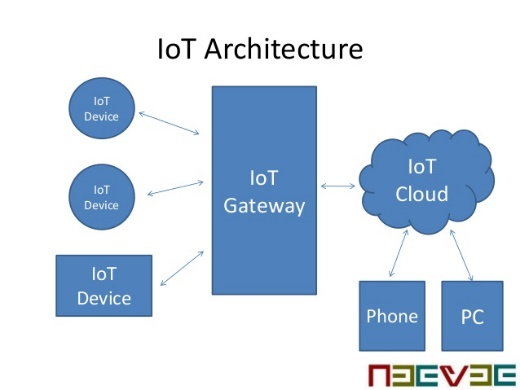 IoT Architecture
IoT
Device
IoT
Device
IoT
Device
IoT
Gateway
IoT
Cloud
Phone
PC